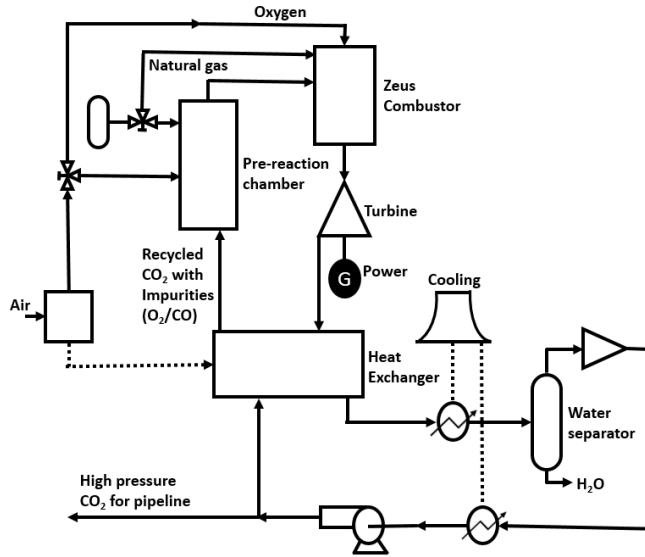 Oxygen
Natural gas
Zeus
Combustor
Pre-reaction
chamber
Turbine
Recycled
CO₂ with
Impurities
(O₂/CO)
G
Power
Cooling
Air
Heat
Exchanger
Water
separator
H₂O
High pressure
CO₂ for pipeline